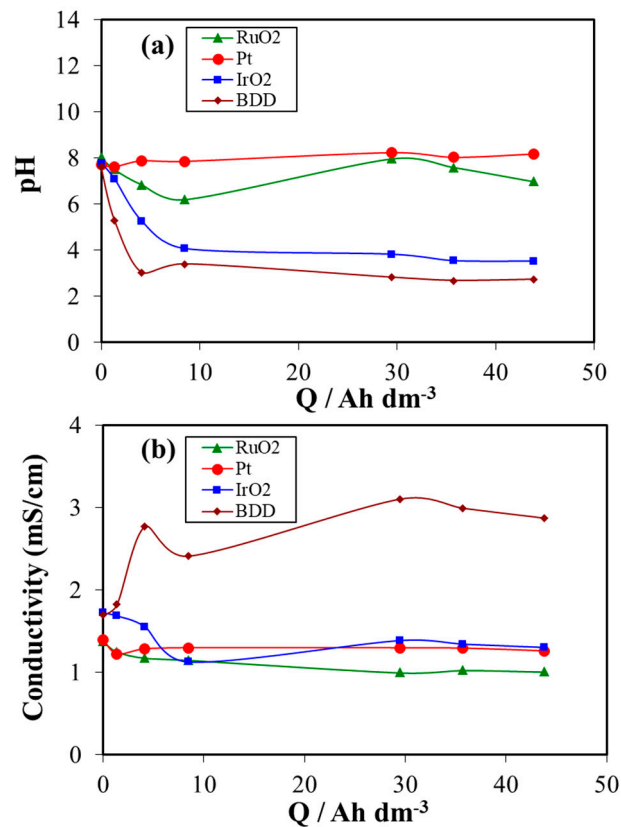 (a)
RuO2
Pt
IrO2
BDD
14
12
10
8
6
4
2
0
pH
0 10 20 30 40 50
Q / Ah dm-3
(b)
RuO2
Pt
IrO2
BDD
4
3
2
1
0
Conductivity (mS/cm)
0 10 20 30 40 50
Q / Ah dm-3